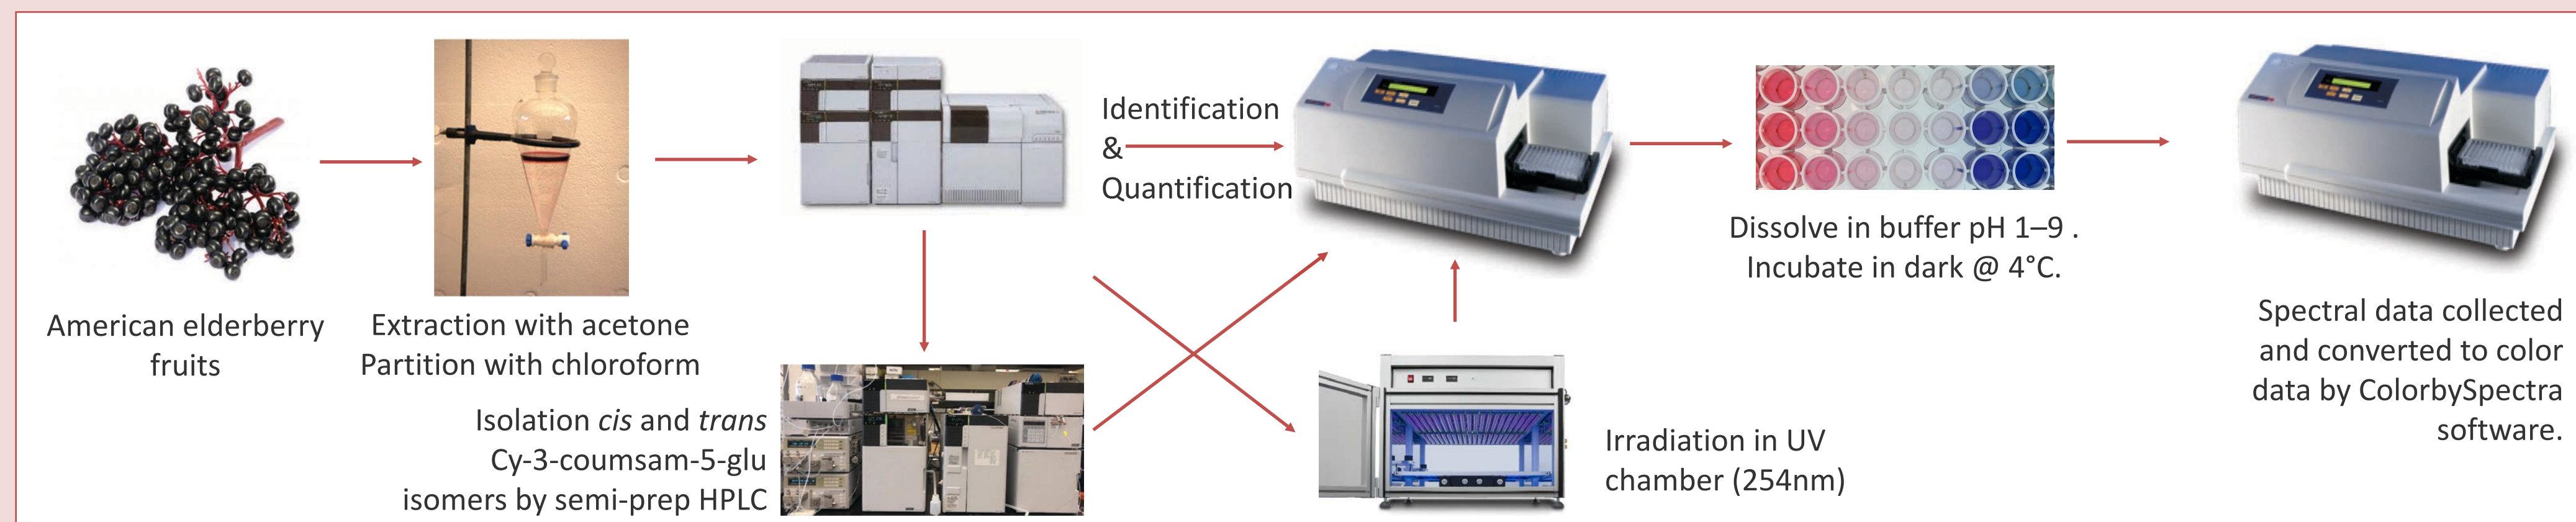 American elderberry
fruits
Extraction with acetone
Partition with chloroform
Isolation cis and trans
Cy-3-coumsam-5-glu
isomers by semi-prep HPLC
Identification
&
Quantification
Irradiation in UV
chamber (254nm)
Dissolve in buffer pH 1–9 .
Incubate in dark @ 4°C.
Spectral data collected
and converted to color
data by ColorbySpectra
software.